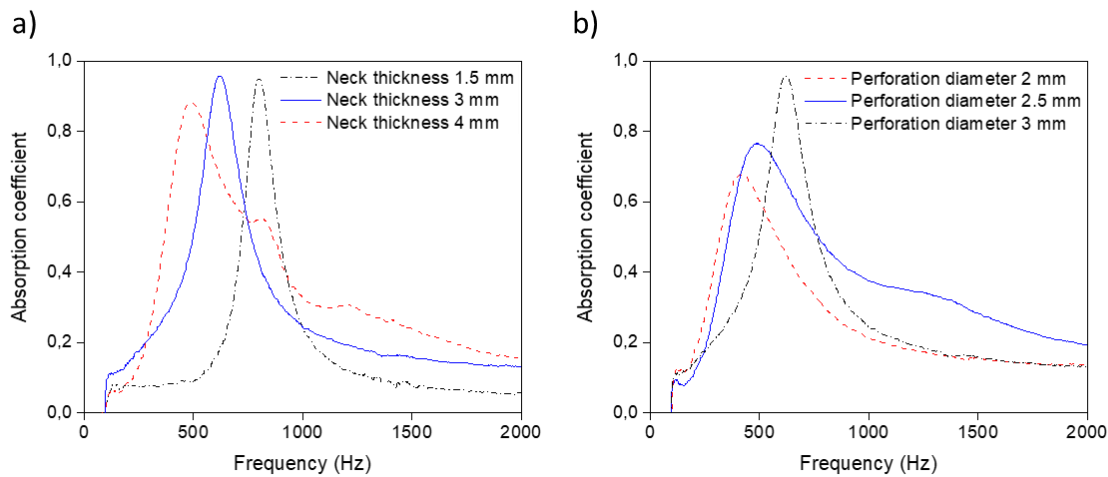 a)
1,0
0,8
0,6
0,4
0,2
0,0
Absorption coefficient
Neck thickness 1.5 mm
Neck thickness 3 mm
Neck thickness 4 mm
0 500 1000 1500 2000
Frequency (Hz)
b)
1,0
0,8
0,6
0,4
0,2
0,0
Absorption coefficient
Perforation diameter 2 mm
Perforation diameter 2.5 mm
Perforation diameter 3 mm
0 500 1000 1500 2000
Frequency (Hz)